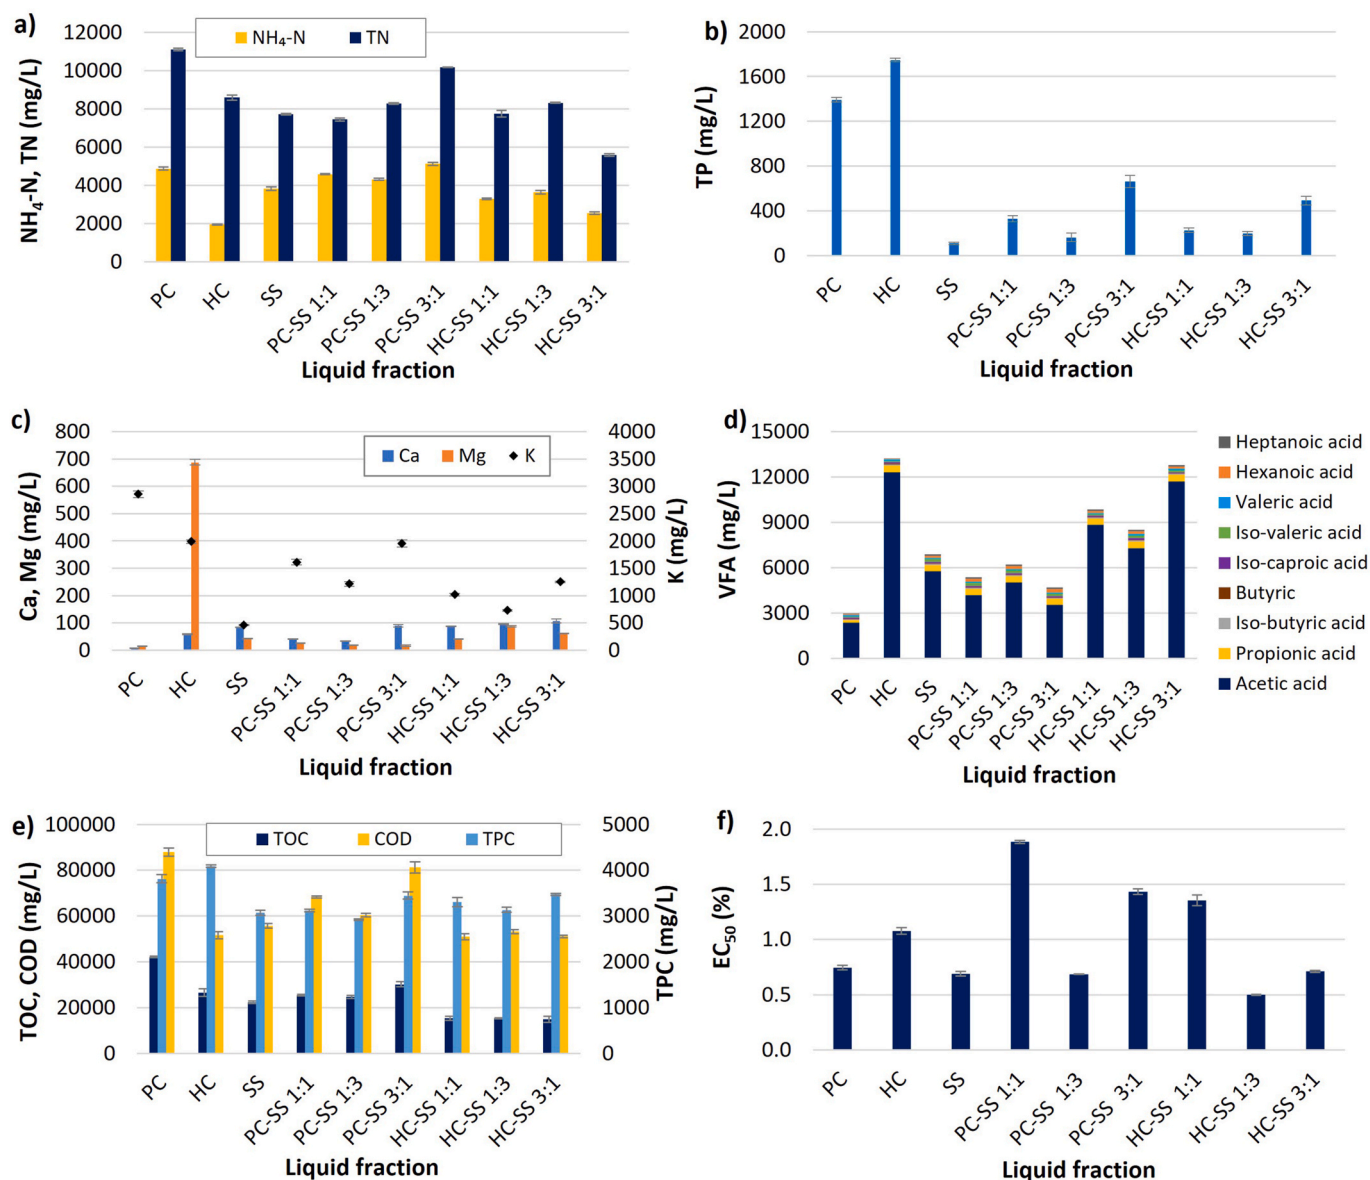 a)
NH₄-N TN
NH₄-N, TN (mg/L)
12000
10000
8000
6000
4000
2000
0
PC HC SS PC-SS 1:1 PC-SS 1:3 PC-SS 3:1 HC-SS 1:1 HC-SS 1:3 HC-SS 3:1
Liquid fraction
b)
TP (mg/L)
2000
1600
1200
800
400
0
PC HC SS PC-SS 1:1 PC-SS 1:3 PC-SS 3:1 HC-SS 1:1 HC-SS 1:3 HC-SS 3:1
Liquid fraction
c)
Ca Mg K
Ca, Mg (mg/L)
800
700
600
500
400
300
200
100
0
4000
3500
3000
2500
2000
1500
1000
500
0
K (mg/L)
PC HC SS PC-SS 1:1 PC-SS 1:3 PC-SS 3:1 HC-SS 1:1 HC-SS 1:3 HC-SS 3:1
Liquid fraction
d)
VFA (mg/L)
15000
12000
9000
6000
3000
0
PC HC SS PC-SS 1:1 PC-SS 1:3 PC-SS 3:1 HC-SS 1:1 HC-SS 1:3 HC-SS 3:1
Liquid fraction
Heptanoic acid
Hexanoic acid
Valeric acid
Iso-valeric acid
Iso-caproic acid
Butyric
Iso-butyric acid
Propionic acid
Acetic acid
e)
TOC COD TPC
TOC, COD (mg/L)
100000
80000
60000
40000
20000
0
5000
4000
3000
2000
1000
0
TPC (mg/L)
PC HC SS PC-SS 1:1 PC-SS 1:3 PC-SS 3:1 HC-SS 1:1 HC-SS 1:3 HC-SS 3:1
Liquid fraction
f)
EC₅₀ (%)
2.0
1.5
1.0
0.5
0.0
PC HC SS PC-SS 1:1 PC-SS 1:3 PC-SS 3:1 HC-SS 1:1 HC-SS 1:3 HC-SS 3:1
Liquid fraction